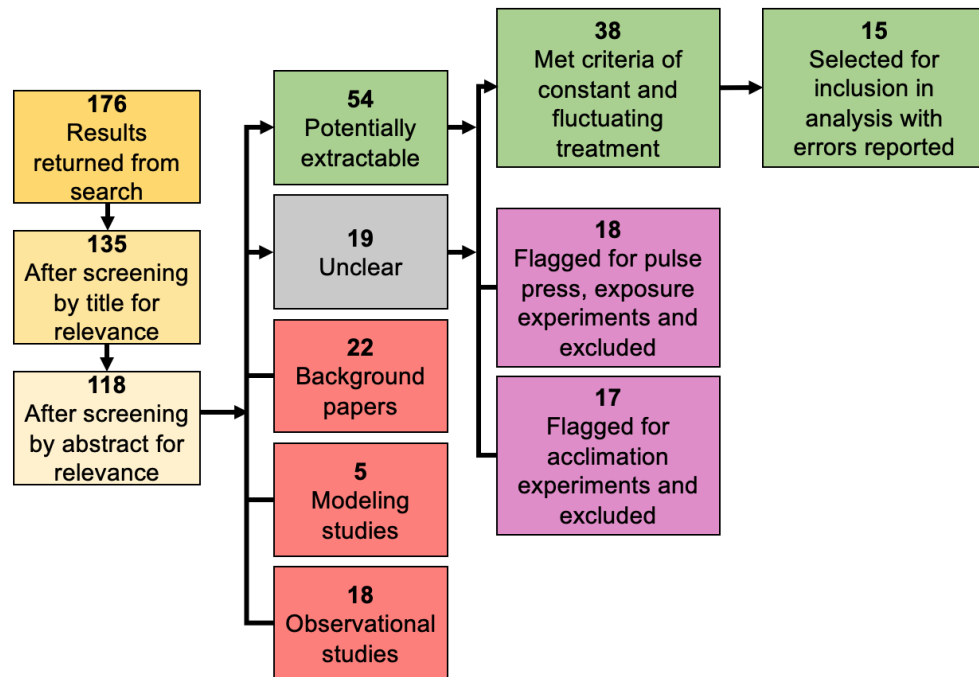 176
Results
returned from
search
135
After screening
by title for
relevance
118
After screening
by abstract for
relevance
54
Potentially
extractable
19
Unclear
22
Background
papers
5
Modeling
studies
18
Observational
studies
38
Met criteria of
constant and
fluctuating
treatment
18
Flagged for pulse
press, exposure
experiments and
excluded
17
Flagged for
acclimation
experiments and
excluded
15
Selected for
inclusion in
analysis with
errors reported